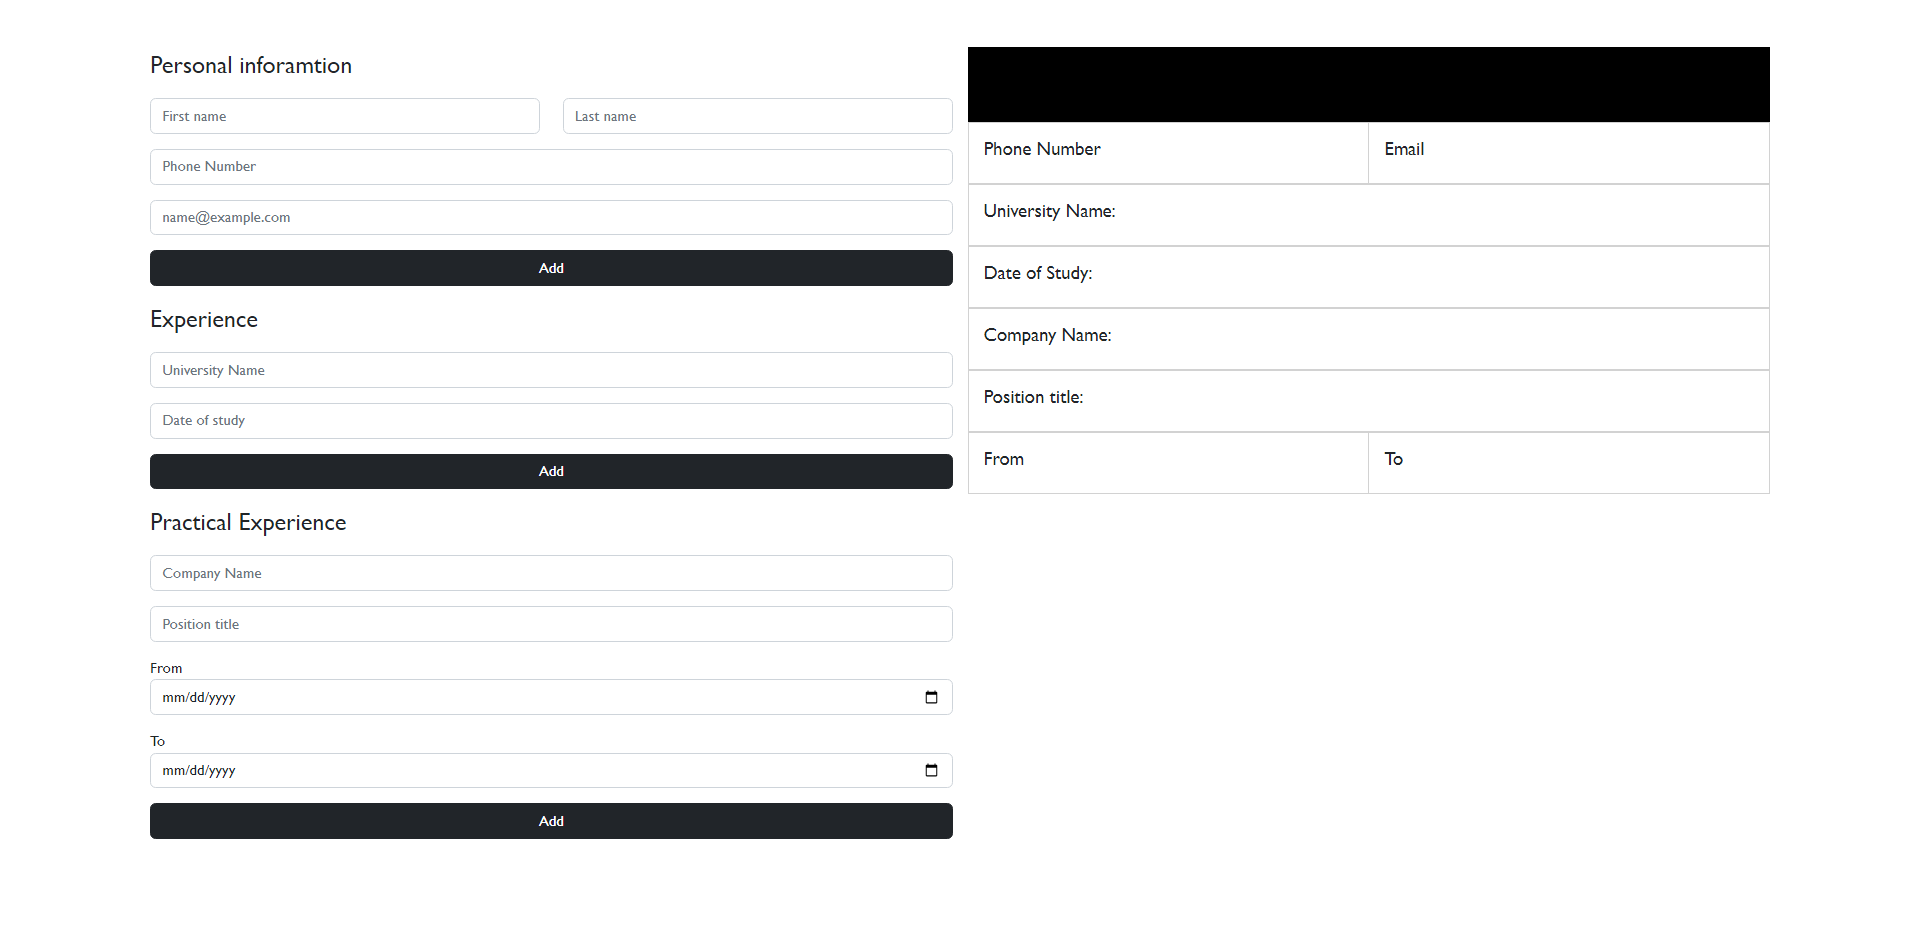 Personal inforamtion
First name
Last name
Phone Number
name@example.com
Add
Experience
University Name
Date of study
Add
Practical Experience
Company Name
Position title
From
mm/dd/yyyy
To
mm/dd/yyyy
Add
Phone Number
Email
University Name:
Date of Study:
Company Name:
Position title:
From
To